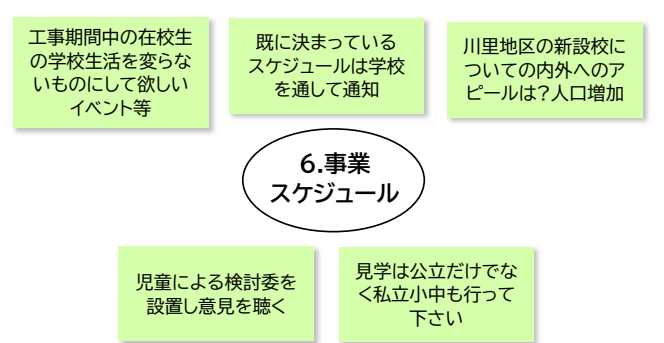 工事期間中の在校生
の学校生活を変らな
いものにして欲しい
イベント等
既に決まっている
スケジュールは学校
を通して通知
川里地区の新設校に
ついての内外へのア
ピールは?人口増加
6.事業
スケジュール
児童による検討委を
設置し意見を聴く
見学は公立だけでな
く私立小中も行って
下さい